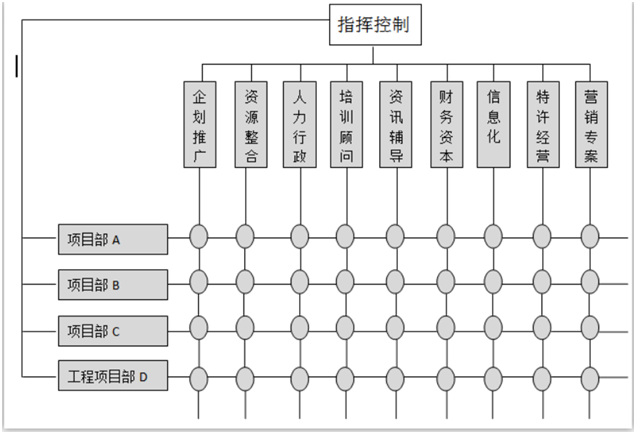 指挥控制
企划推广
资源整合
人力行政
培训顾问
资讯辅导
财务资本
信息化
特许经营
营销专案
项目部 A
项目部 B
项目部 C
工程项目部 D